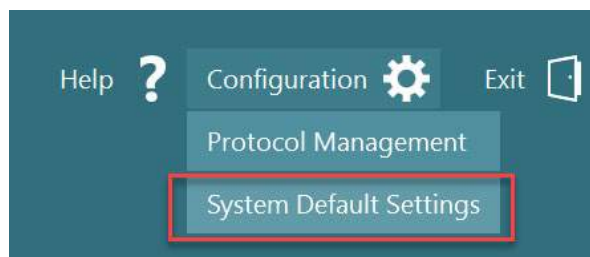 Help ? Configuration Exit
Protocol Management
System Default Settings